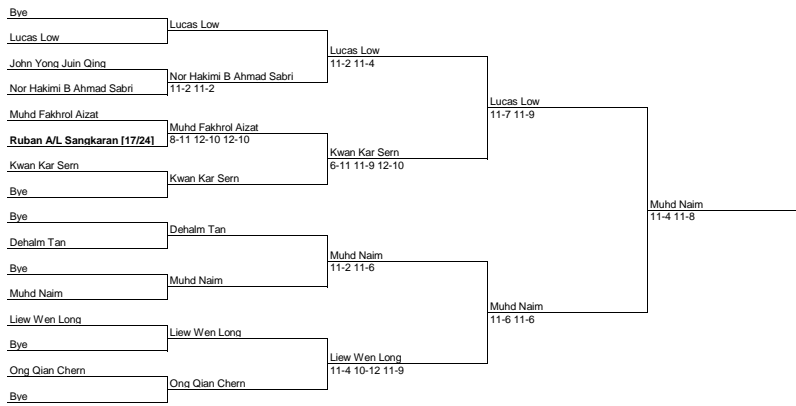 Bye
Lucas Low
Lucas Low
Lucas Low
11-2 11-4
John Yong Juin Qing
Nor Hakimi B Ahmad Sabri
11-2 11-2
Nor Hakimi B Ahmad Sabri
Lucas Low
11-7 11-9
Muhd Fakhrol Aizat
Muhd Fakhrol Aizat
8-11 12-10 12-10
Ruban A/L Sangkaran [17/24]
Kwan Kar Sern
6-11 11-9 12-10
Kwan Kar Sern
Kwan Kar Sern
Bye
Muhd Naim
11-4 11-8
Bye
Dehalm Tan
Dehalm Tan
Muhd Naim
11-2 11-6
Bye
Muhd Naim
Muhd Naim
Muhd Naim
11-6 11-6
Liew Wen Long
Liew Wen Long
Bye
Liew Wen Long
11-4 10-12 11-9
Ong Qian Chern
Ong Qian Chern
Bye